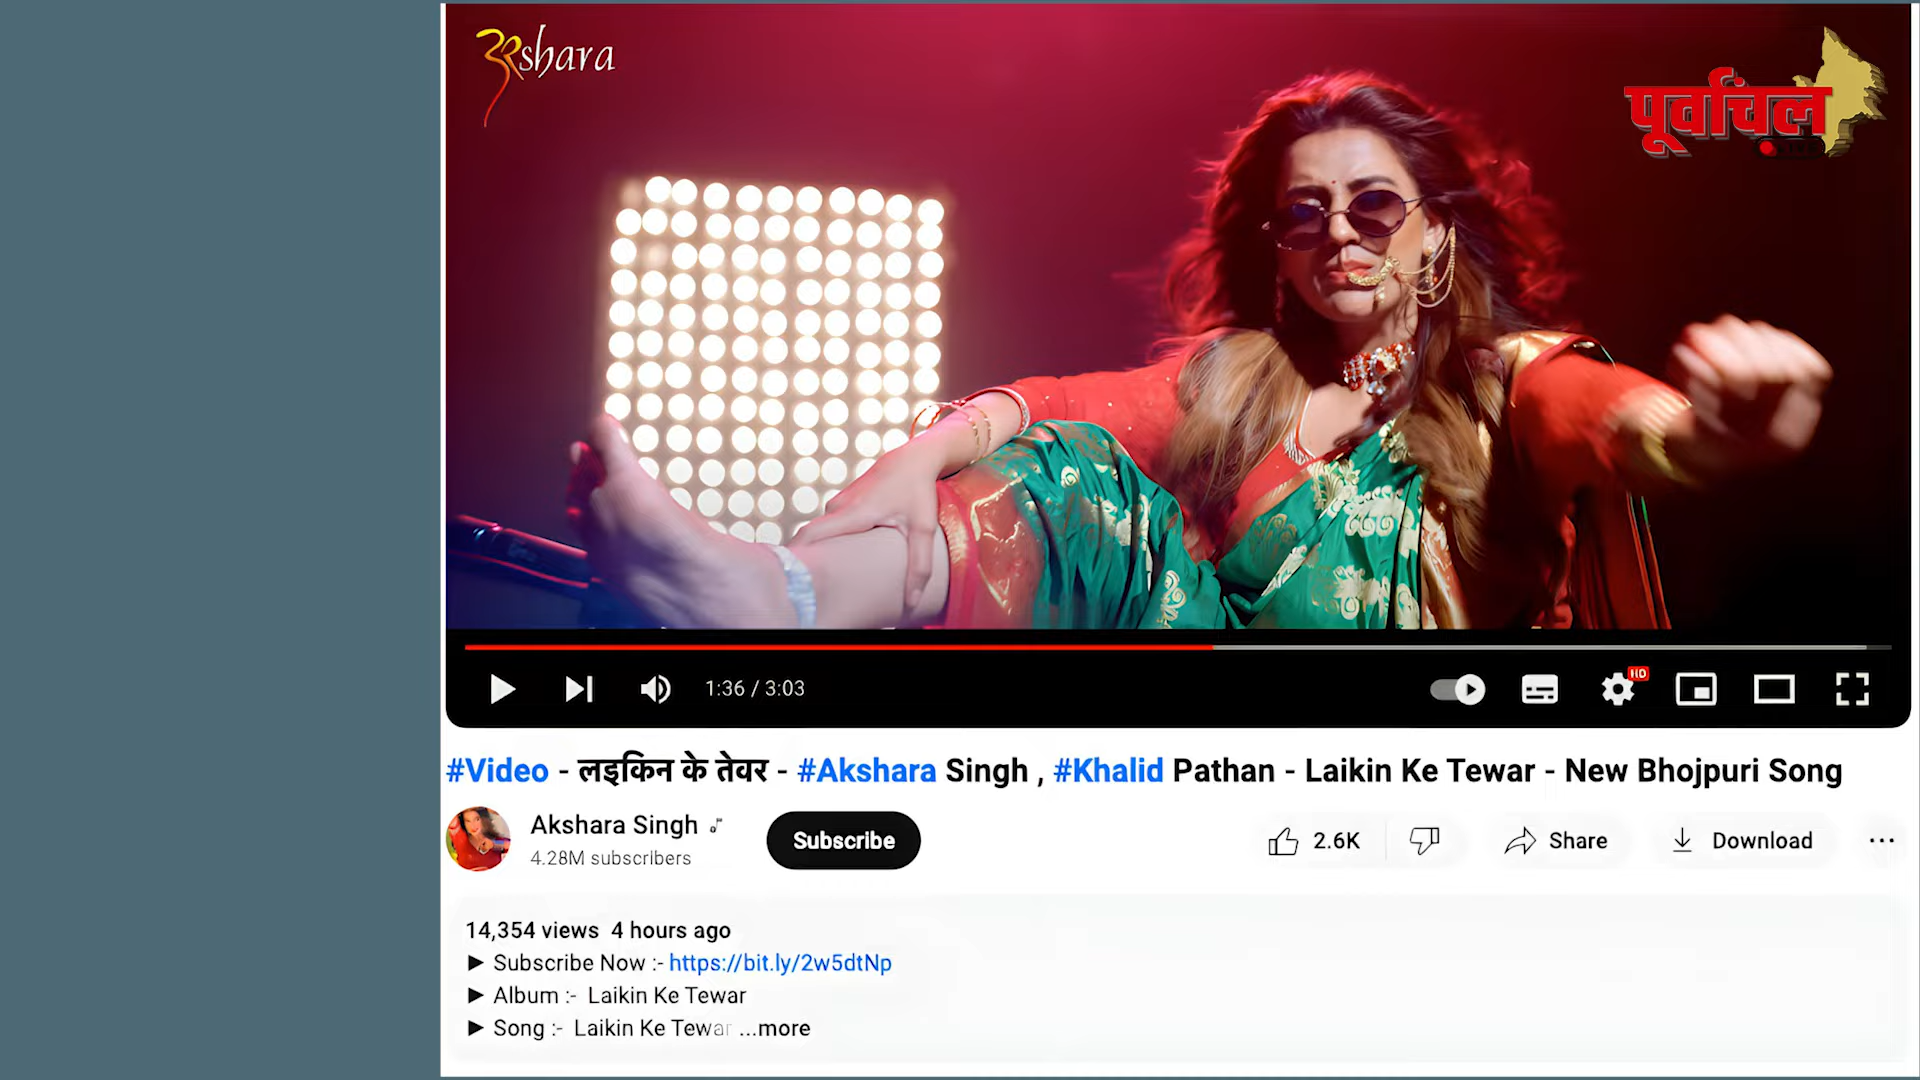 अkshara
पूर्वांचल
1:36 / 3:03
HD
#Video - लइकिन के तेवर - #Akshara Singh , #Khalid Pathan - Laikin Ke Tewar - New Bhojpuri Song
Akshara Singh
4.28M subscribers
Subscribe
2.6K
Share
Download
14,354 views 4 hours ago
► Subscribe Now :- https://bit.ly/2w5dtNp
► Album :- Laikin Ke Tewar
► Song :- Laikin Ke Tewar ...more